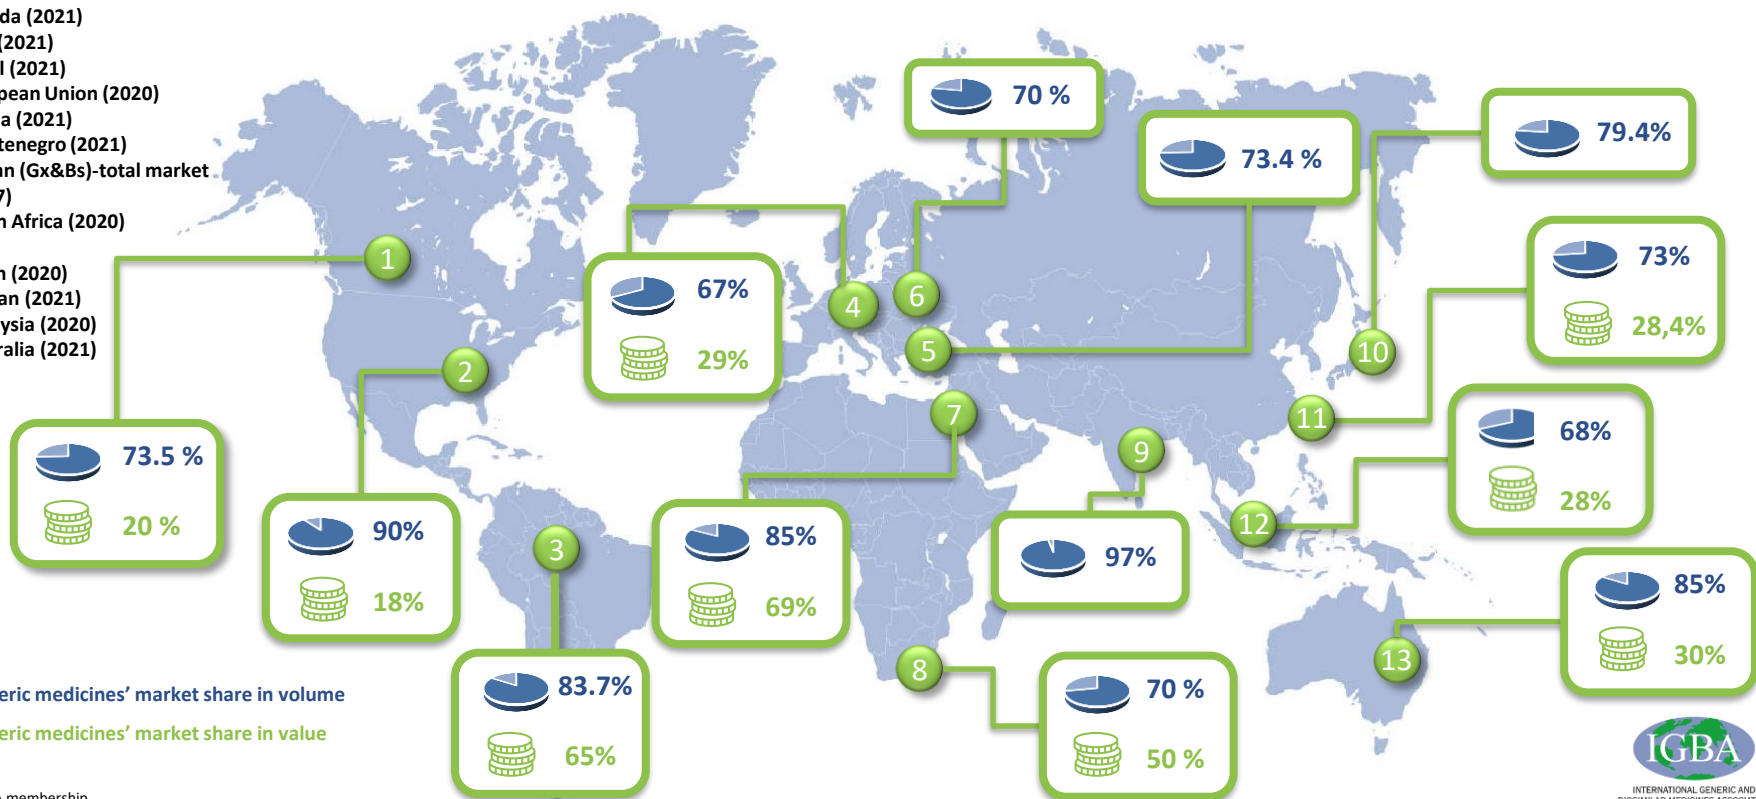 da (2021)
(2021)
l (2021)
pean Union (2020)
a (2021)
tenegro (2021)
an (Gx&Bs)-total market
7)
h Africa (2020)
n (2020)
an (2021)
ysia (2020)
ralia (2021)
70 %
73.4 %
79.4%
1
67%
29%
4
6
5
10
73%
28,4%
2
7
11
9
68%
28%
73.5 %
20 %
90%
18%
3
85%
69%
97%
12
85%
30%
83.7%
65%
8
70 %
50 %
13
eric medicines’ market share in volume
eric medicines’ market share in value
membership
IGBA
INTERNATIONAL GENERIC AND